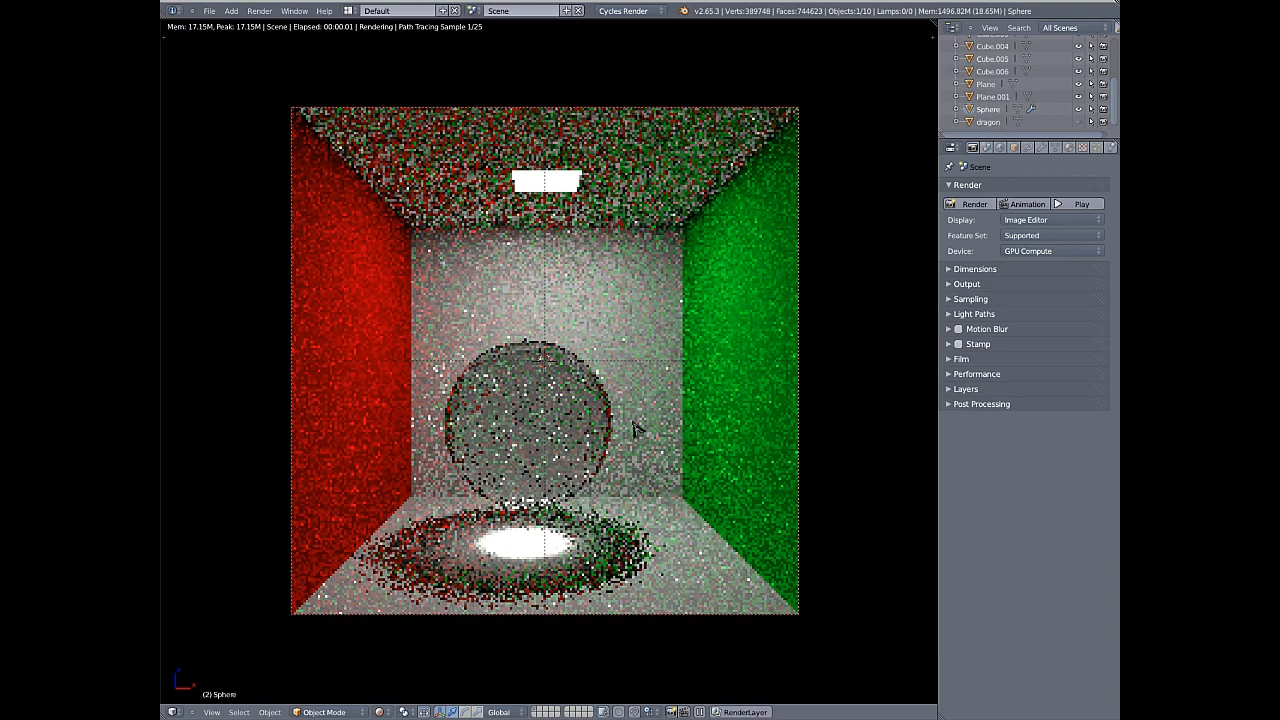 File Add Render Window Help Default Scene Cycles Render v2.65.3 | Verts:389748 | Faces:744623 | Objects:1/10 | Lamps:0/0 | Mem:1496.82M (18.65M) | Sphere
Mem: 17.15M, Peak: 17.15M | Scene | Elapsed: 00:00.01 | Rendering | Path Tracing Sample 1/25
View Search All Scenes
Cube.004
Cube.005
Cube.006
Plane
Plane.001
Sphere
dragon
Scene
Render
Render Animation Play
Display: Image Editor
Feature Set: Supported
Device: GPU Compute
Dimensions
Output
Sampling
Light Paths
Motion Blur
Stamp
Film
Performance
Layers
Post Processing
(2) Sphere
View Select Object Object Mode Global RenderLayer